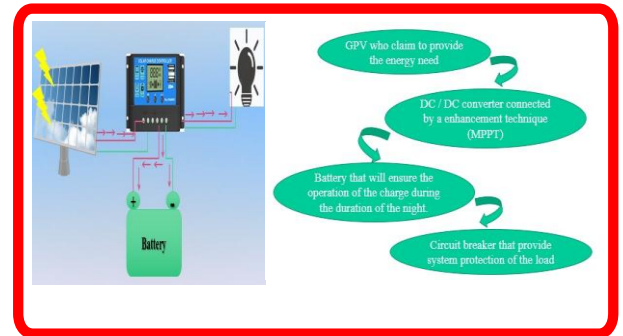 GPV who claim to provide
the energy need
DC / DC converter connected
by a enhancement technique
(MPPT)
Battery that will ensure the
operation of the charge during
the duration of the night.
Circuit breaker that provide
system protection of the load
Battery